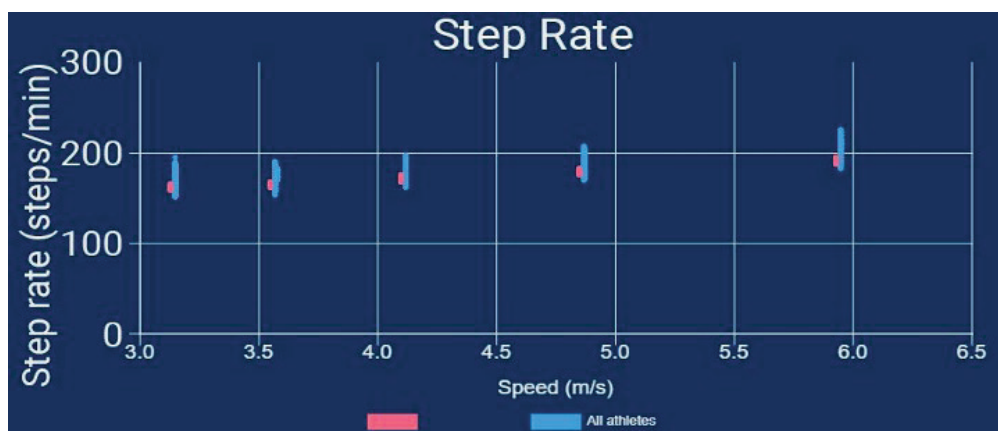 Step Rate
Step rate (steps/min)
300
200
100
0
3.0 3.5 4.0 4.5 5.0 5.5 6.0 6.5
Speed (m/s)
All athletes